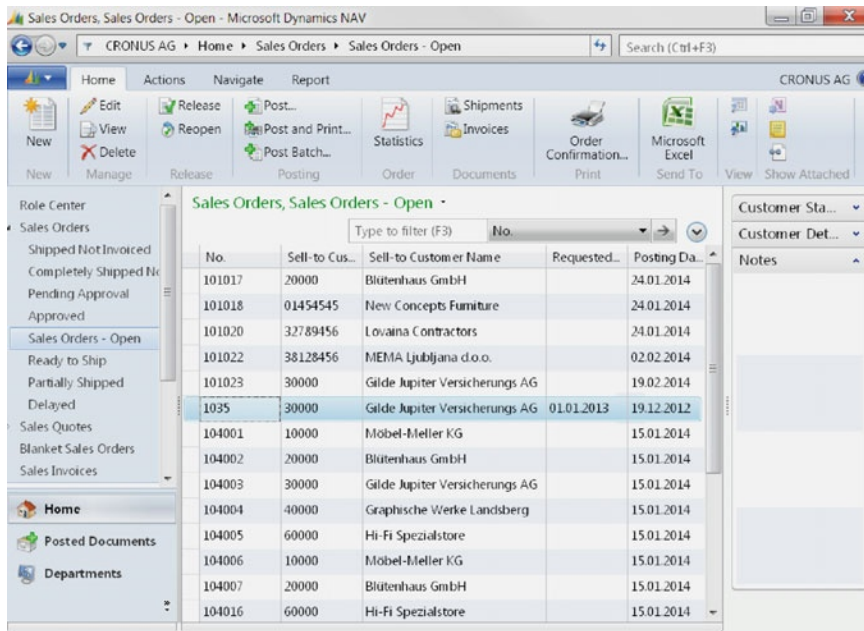 Sales Orders, Sales Orders - Open - Microsoft Dynamics NAV
CRONUS AG Home Sales Orders Sales Orders - Open
Search (Ctrl+F3)
Home Actions Navigate Report CRONUS AG
New
Edit
View
Delete
New Manage
Release
Reopen
Release
Post...
Post and Print...
Post Batch...
Posting
Statistics
Order
Shipments
Invoices
Documents
Order
Confirmation...
Print
Microsoft
Excel
Send To
View Show Attached
Role Center
Sales Orders
Shipped Not Invoiced
Completely Shipped No
Pending Approval
Approved
Sales Orders - Open
Ready to Ship
Partially Shipped
Delayed
Sales Quotes
Blanket Sales Orders
Sales Invoices
Home
Posted Documents
Departments
Sales Orders, Sales Orders - Open
Type to filter (F3) No.
No. Sell-to Cus... Sell-to Customer Name Requested... Posting Da...
101017 20000 Blütenhaus GmbH 24.01.2014
101018 01454545 New Concepts Furniture 24.01.2014
101020 32789456 Lovaina Contractors 24.01.2014
101022 38128456 MEMA Ljubljana d.o.o. 02.02.2014
101023 30000 Gilde Jupiter Versicherungs AG 19.02.2014
1035 30000 Gilde Jupiter Versicherungs AG 01.01.2013 19.12.2012
104001 10000 Möbel-Meller KG 15.01.2014
104002 20000 Blütenhaus GmbH 15.01.2014
104003 30000 Gilde Jupiter Versicherungs AG 15.01.2014
104004 40000 Graphische Werke Landsberg 15.01.2014
104005 60000 Hi-Fi Spezialstore 15.01.2014
104006 10000 Möbel-Meller KG 15.01.2014
104007 20000 Blütenhaus GmbH 15.01.2014
104016 60000 Hi-Fi Spezialstore 15.01.2014
Customer Sta...
Customer Det...
Notes